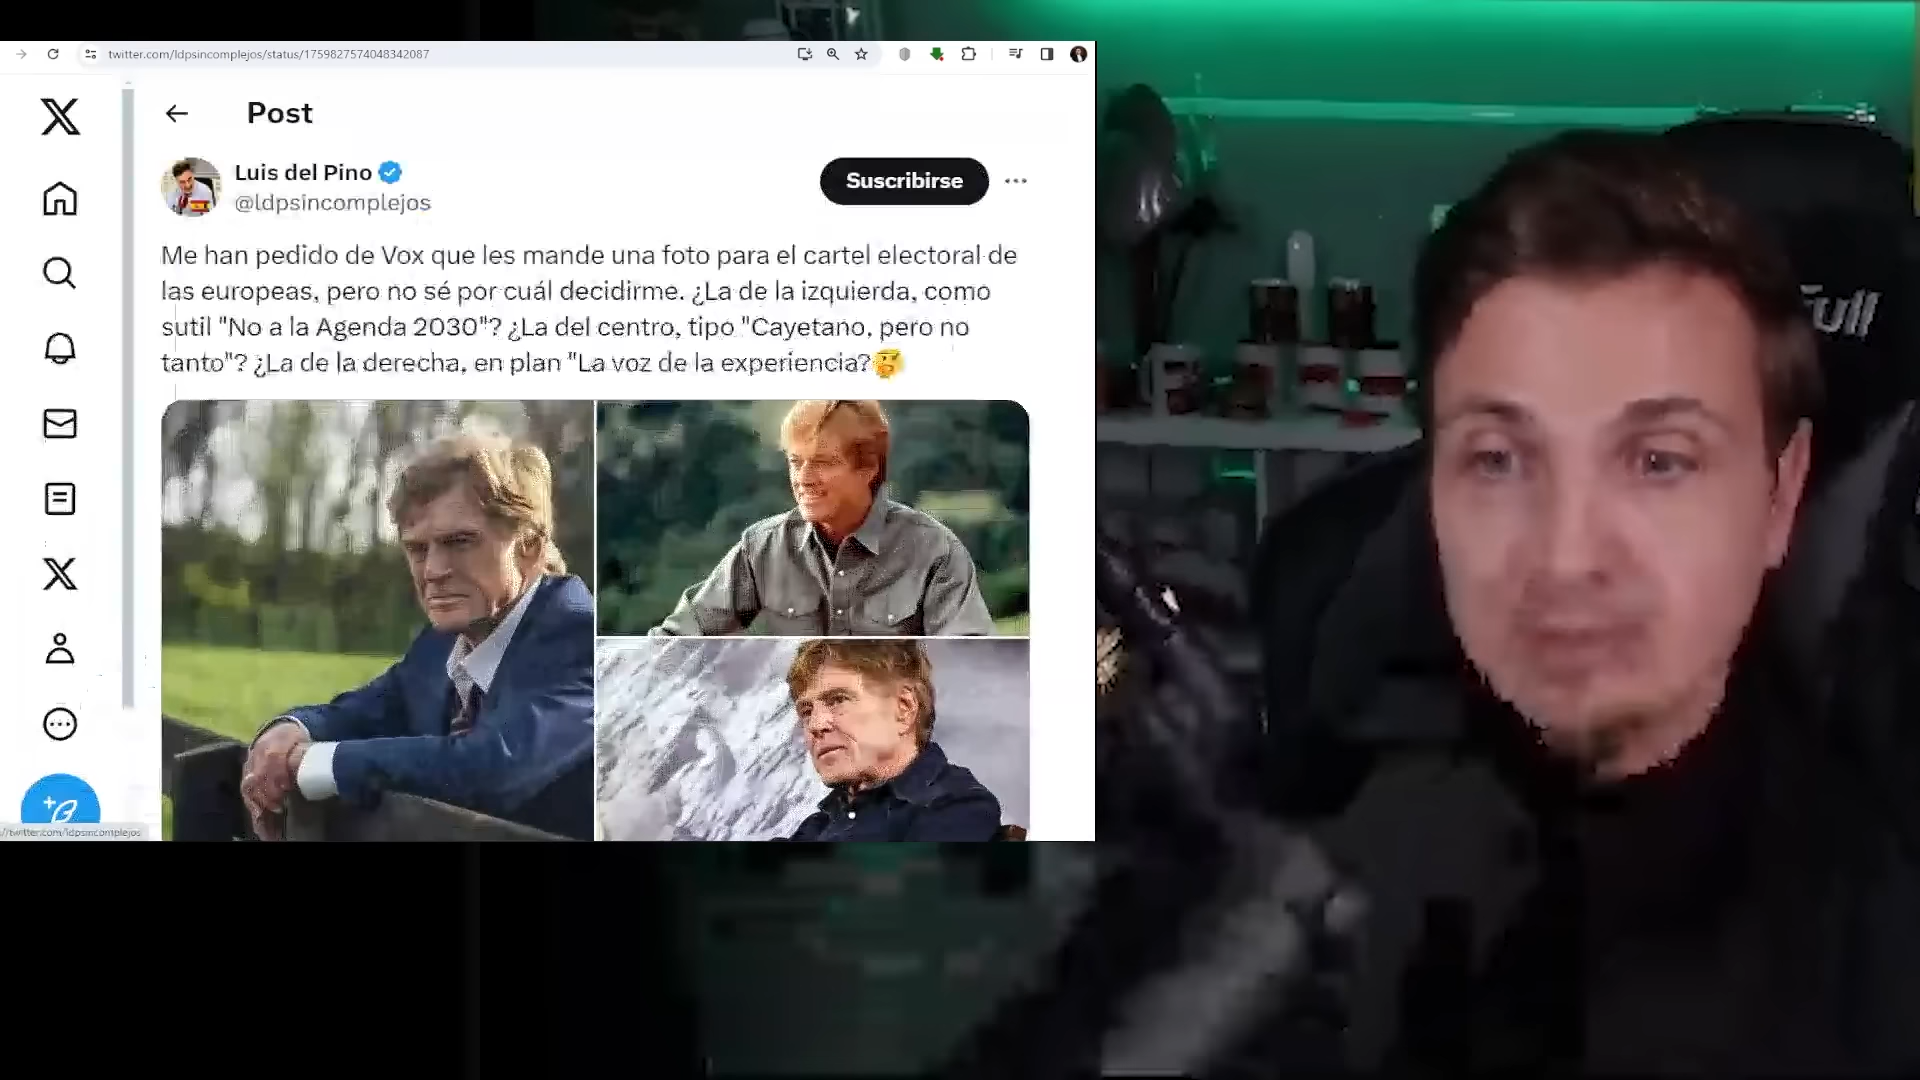 twitter.com/ldpsincomplejos/status/1759827574048342087
Post
Luis del Pino
@ldpsincomplejos
Suscribirse
Me han pedido de Vox que les mande una foto para el cartel electoral de
las europeas, pero no sé por cuál decidirme. ¿La de la izquierda, como
sutil "No a la Agenda 2030"? ¿La del centro, tipo "Cayetano, pero no
tanto"? ¿La de la derecha, en plan "La voz de la experiencia?
//twitter.com/ldpsincomplejos
Full